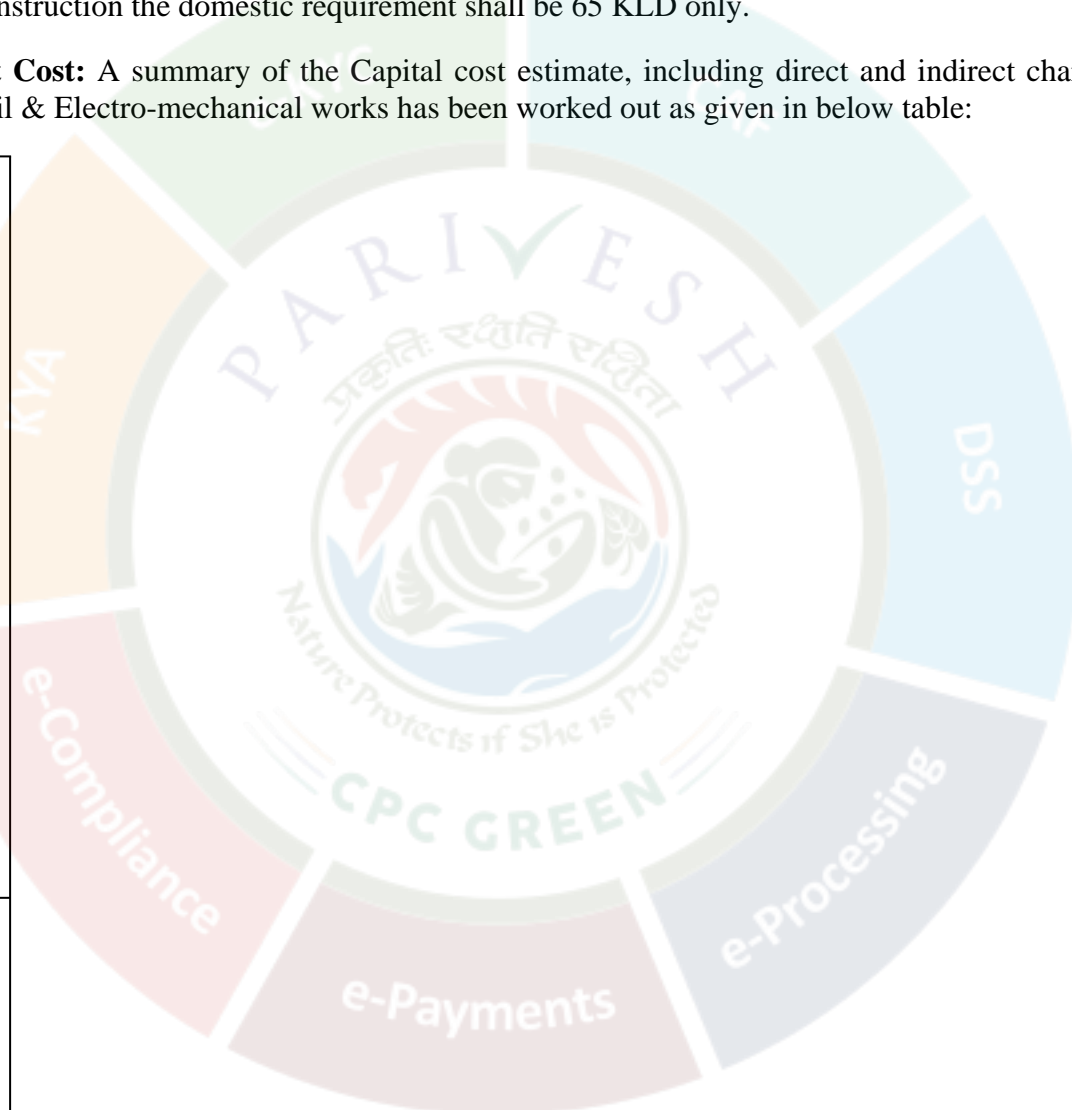 nstruction the domestic requirement shall be 65 KLD only.
t Cost: A summary of the Capital cost estimate, including direct and indirect char
il & Electro-mechanical works has been worked out as given in below table:
PARIVESH
प्रकृतिः रक्षति रक्षिता
KYA
DSS
Nature Protects if She is Protected
CPC GREEN
e-Compliance
e-Processing
e-Payments